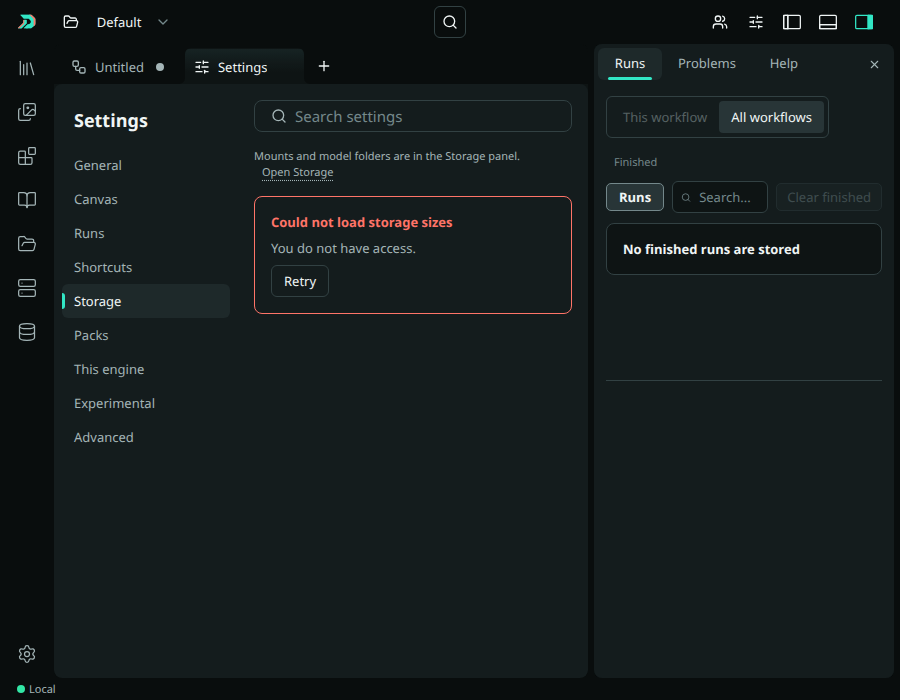 Default
Untitled
Settings
Settings
General
Canvas
Runs
Shortcuts
Storage
Packs
This engine
Experimental
Advanced
Search settings
Mounts and model folders are in the Storage panel.
Open Storage
Could not load storage sizes
You do not have access.
Retry
Runs
Problems
Help
This workflow
All workflows
Finished
Runs
Search...
Clear finished
No finished runs are stored
Local